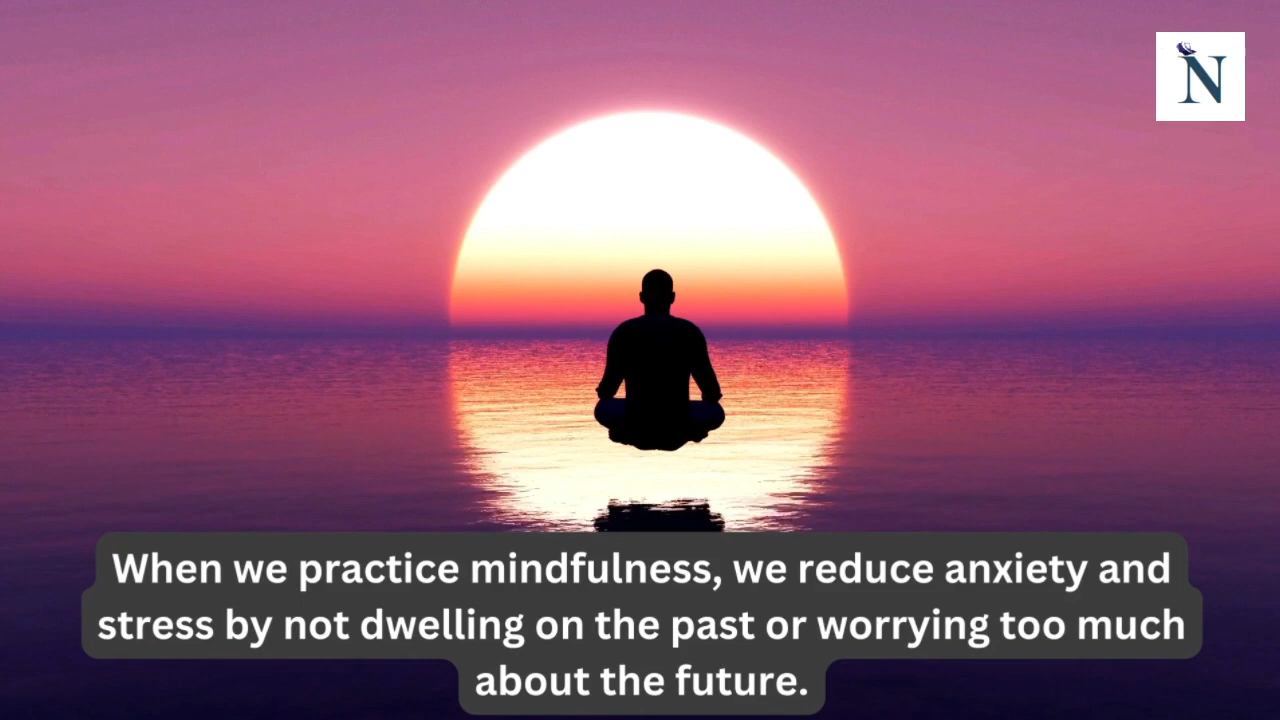 N
When we practice mindfulness, we reduce anxiety and
stress by not dwelling on the past or worrying too much
about the future.